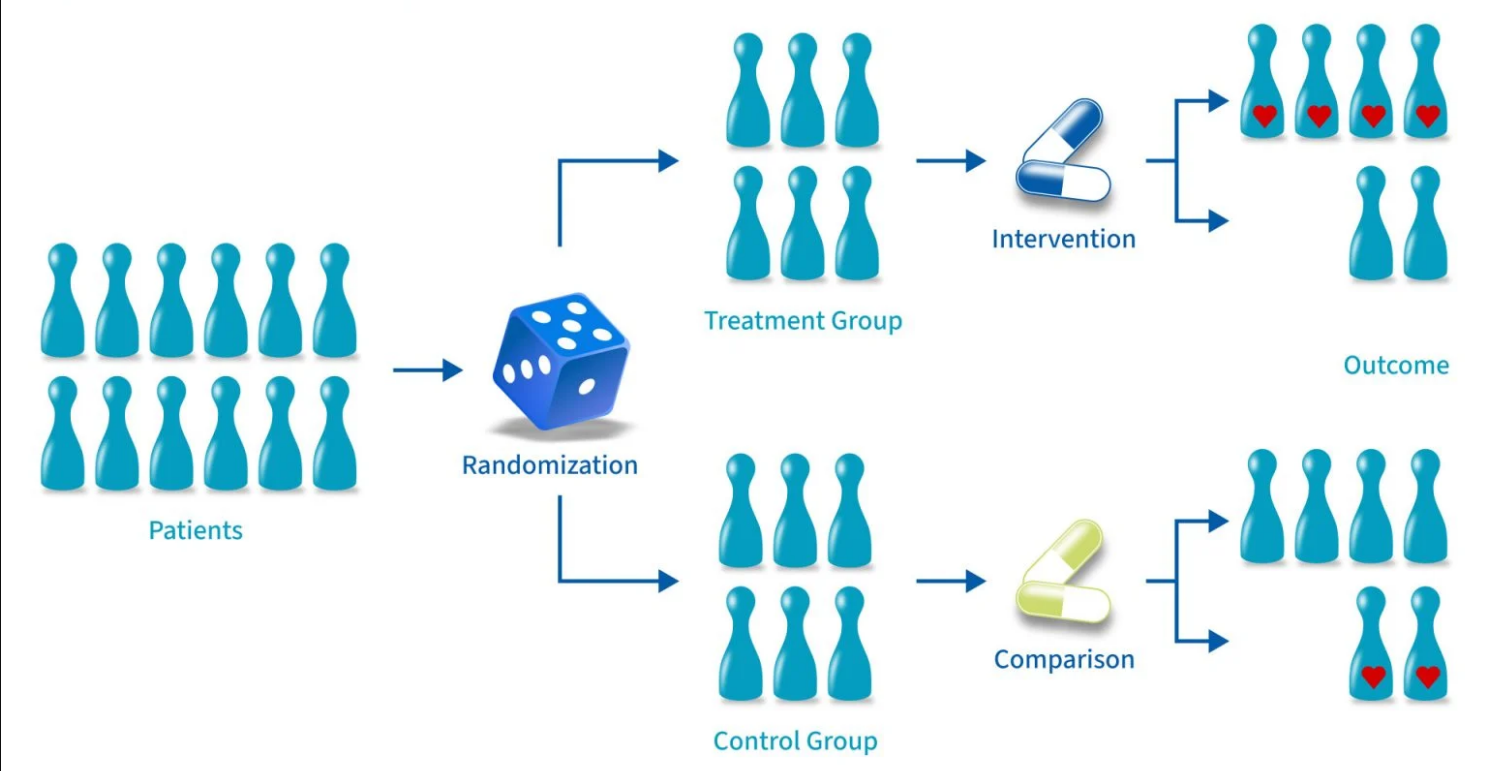 Patients
Randomization
Treatment Group
Intervention
Outcome
Control Group
Comparison